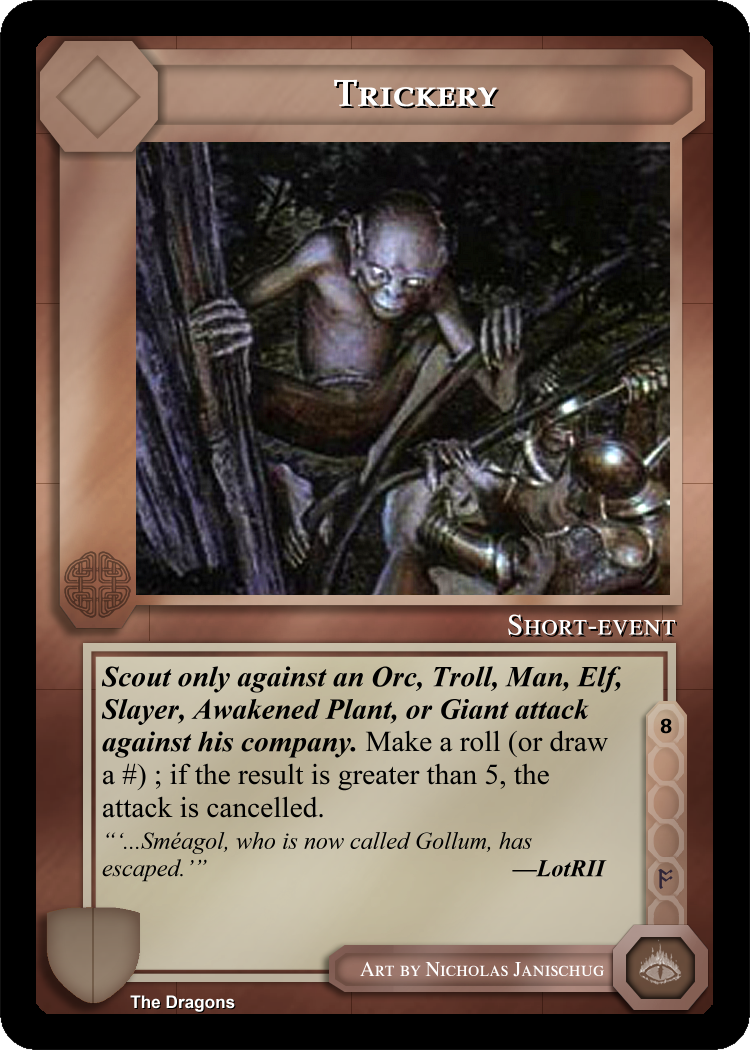 Trickery
Short-event
Scout only against an Orc, Troll, Man, Elf,
Slayer, Awakened Plant, or Giant attack
against his company. Make a roll (or draw
a #) ; if the result is greater than 5, the
attack is cancelled.
“‘...Sméagol, who is now called Gollum, has
escaped.’” —LotRII
8
Art by Nicholas Janischug
The Dragons